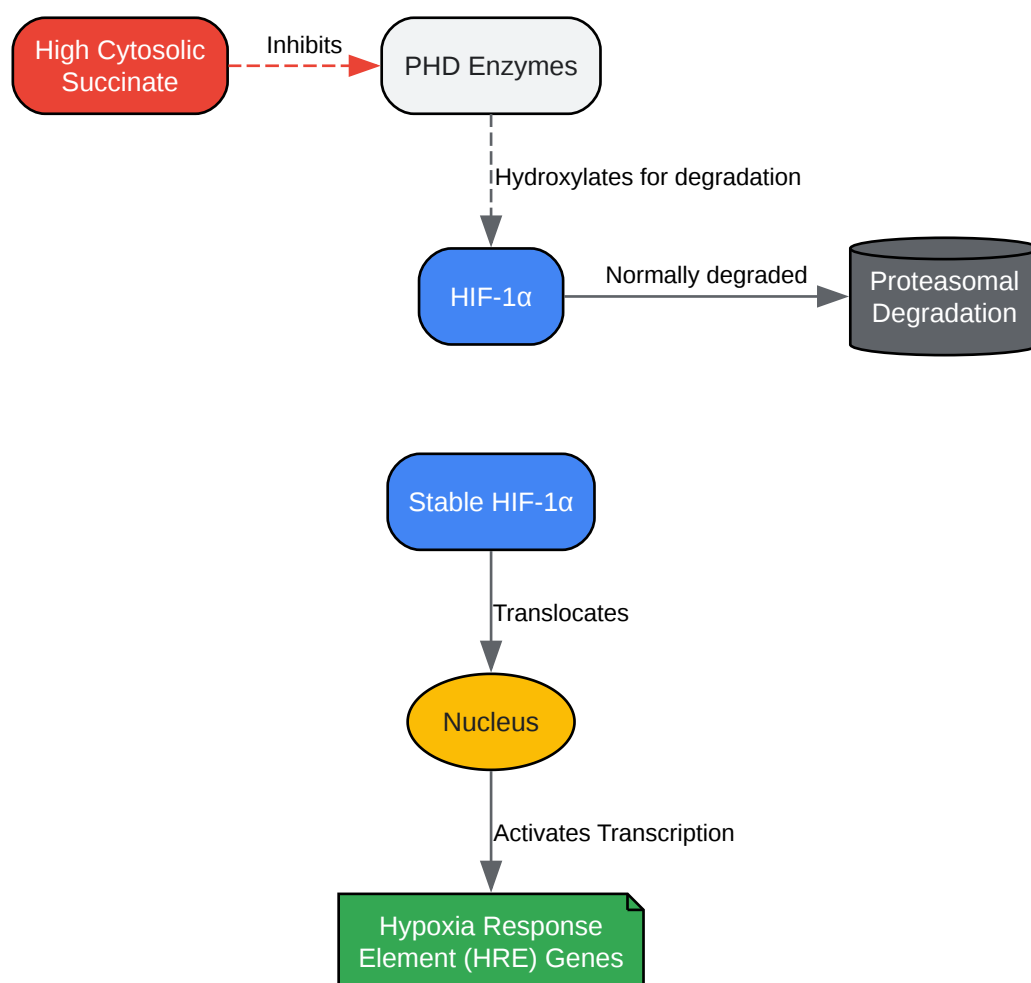 High Cytosolic
Succinate
Inhibits
PHD Enzymes
Hydroxylates for degradation
HIF-1α
Normally degraded
Proteasomal
Degradation
Stable HIF-1α
Translocates
Nucleus
Activates Transcription
Hypoxia Response
Element (HRE) Genes